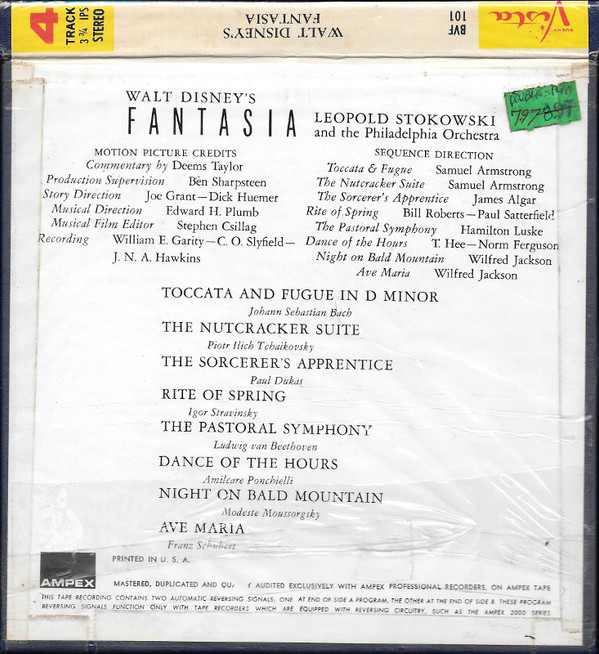 4
TRACK
3 ¾ IPS
STEREO
WALT DISNEY'S
FANTASIA
BVF
101
BUENA
Vista
WALT DISNEY'S
FANTASIA
LEOPOLD STOKOWSKI
and the Philadelphia Orchestra
DOUBLE-PLAY
MOTION PICTURE CREDITS
Commentary by Deems Taylor
Production Supervision Ben Sharpsteen
Story Direction Joe Grant—Dick Huemer
Musical Direction Edward H. Plumb
Musical Film Editor Stephen Csillag
Recording William E. Garity—C. O. Slyfield—
J. N. A. Hawkins
SEQUENCE DIRECTION
Toccata & Fugue Samuel Armstrong
The Nutcracker Suite Samuel Armstrong
The Sorcerer's Apprentice James Algar
Rite of Spring Bill Roberts—Paul Satterfield
The Pastoral Symphony Hamilton Luske
Dance of the Hours T. Hee—Norm Ferguson
Night on Bald Mountain Wilfred Jackson
Ave Maria Wilfred Jackson
TOCCATA AND FUGUE IN D MINOR
Johann Sebastian Bach
THE NUTCRACKER SUITE
Piotr Ilich Tchaikovsky
THE SORCERER'S APPRENTICE
Paul Dukas
RITE OF SPRING
Igor Stravinsky
THE PASTORAL SYMPHONY
Ludwig van Beethoven
DANCE OF THE HOURS
Amilcare Ponchielli
NIGHT ON BALD MOUNTAIN
Modeste Moussorgsky
AVE MARIA
Franz Schubert
PRINTED IN U. S. A.
AMPEX
MASTERED, DUPLICATED AND QU Y AUDITED EXCLUSIVELY WITH AMPEX PROFESSIONAL RECORDERS, ON AMPEX TAPE
THIS TAPE RECORDING CONTAINS TWO AUTOMATIC REVERSING SIGNALS, ONE AT END OF SIDE A PROGRAM, THE OTHER AT THE END OF SIDE B. THESE PROGRAM
REVERSING SIGNALS FUNCTION ONLY WITH TAPE RECORDERS WHICH ARE EQUIPPED WITH REVERSING CIRCUITRY, SUCH AS THE AMPEX 2000 SERIES